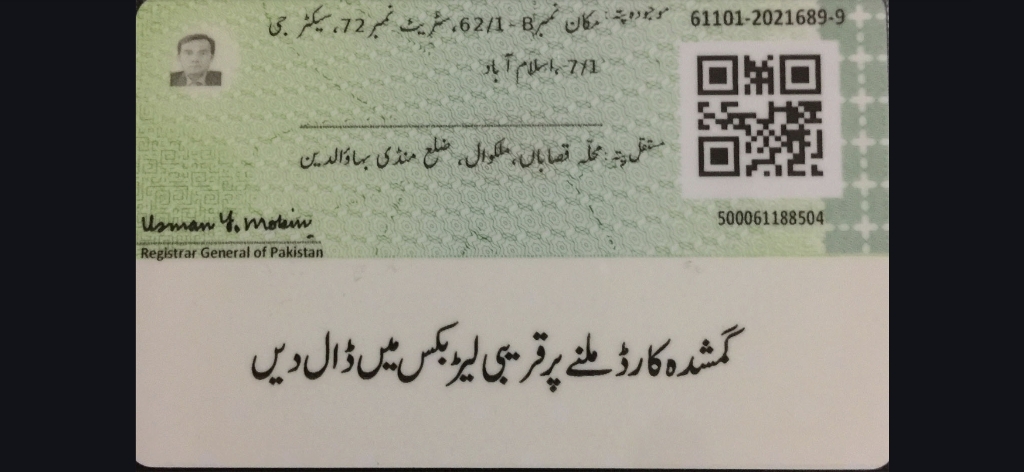 61101-2021689-9
موجودہ پتہ: مکان نمبر B - 62/1، سٹریٹ نمبر 72، سیکٹر جی
7/1، اسلام آباد
مستقل پتہ: محلہ قصاباں، ملکوال، ضلع منڈی بہاؤالدین
500061188504
Usman Y. Mobin
Registrar General of Pakistan
گمشدہ کارڈ ملنے پر قریبی لیٹر بکس میں ڈال دیں